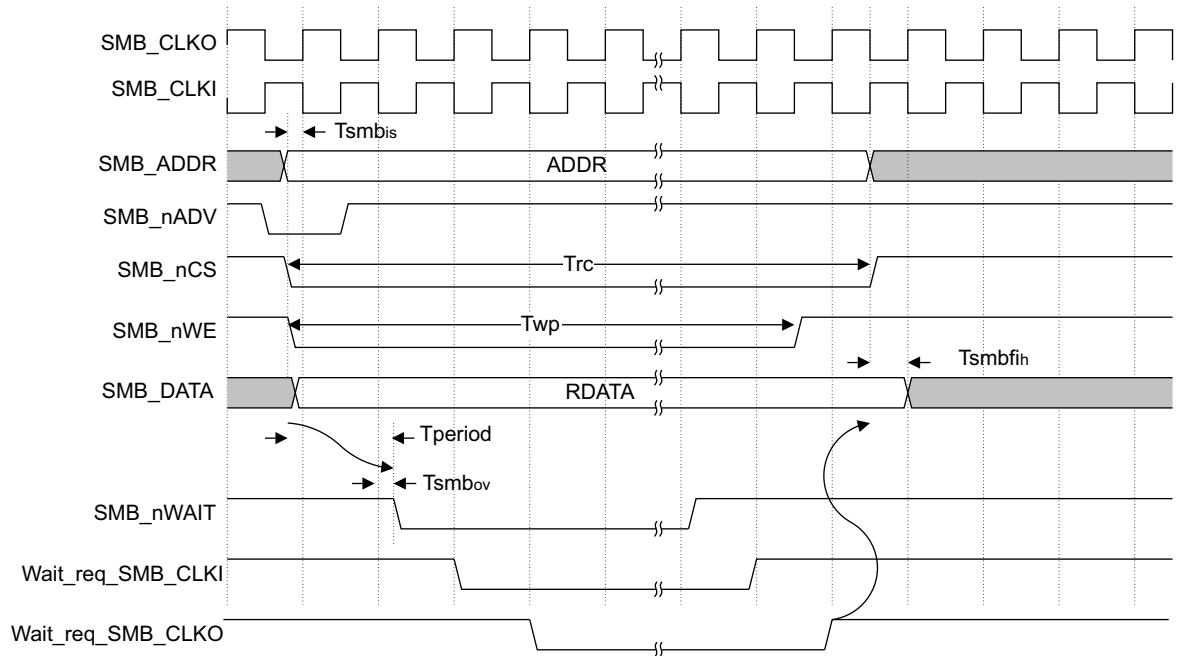 SMB_CLKO
SMB_CLKI
Tsmbis
SMB_ADDR
ADDR
SMB_nADV
SMB_nCS
Trc
SMB_nWE
Twp
Tsmbfih
SMB_DATA
RDATA
Tperiod
Tsmbov
SMB_nWAIT
Wait_req_SMB_CLKI
Wait_req_SMB_CLKO